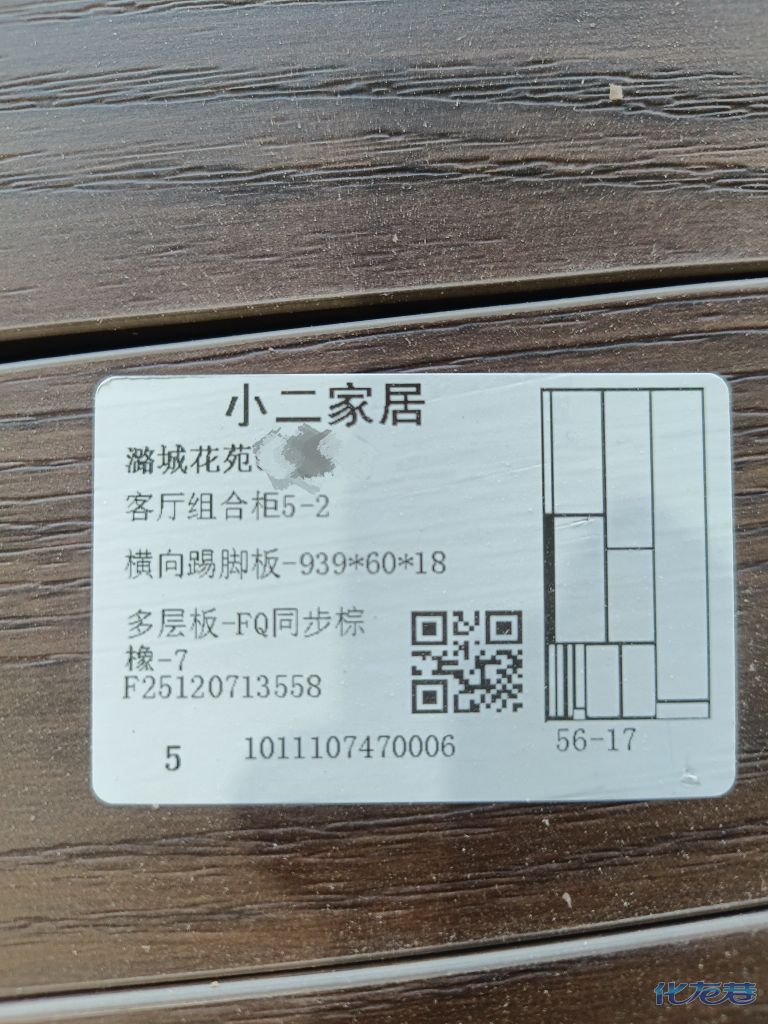 小二家居
潞城花苑
客厅组合柜5-2
横向踢脚板-939*60*18
多层板-FQ同步棕
橡-7
F25120713558
5 1011107470006
56-17
化龙巷